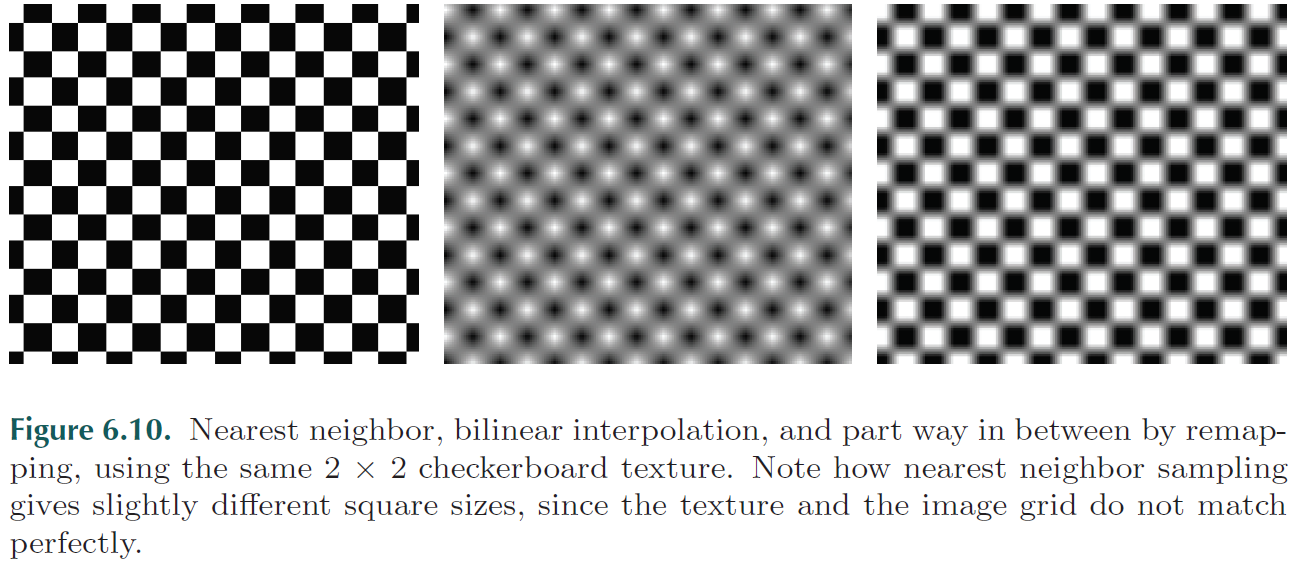 Figure 6.10. Nearest neighbor, bilinear interpolation, and part way in between by remap-
ping, using the same 2 × 2 checkerboard texture. Note how nearest neighbor sampling
gives slightly different square sizes, since the texture and the image grid do not match
perfectly.